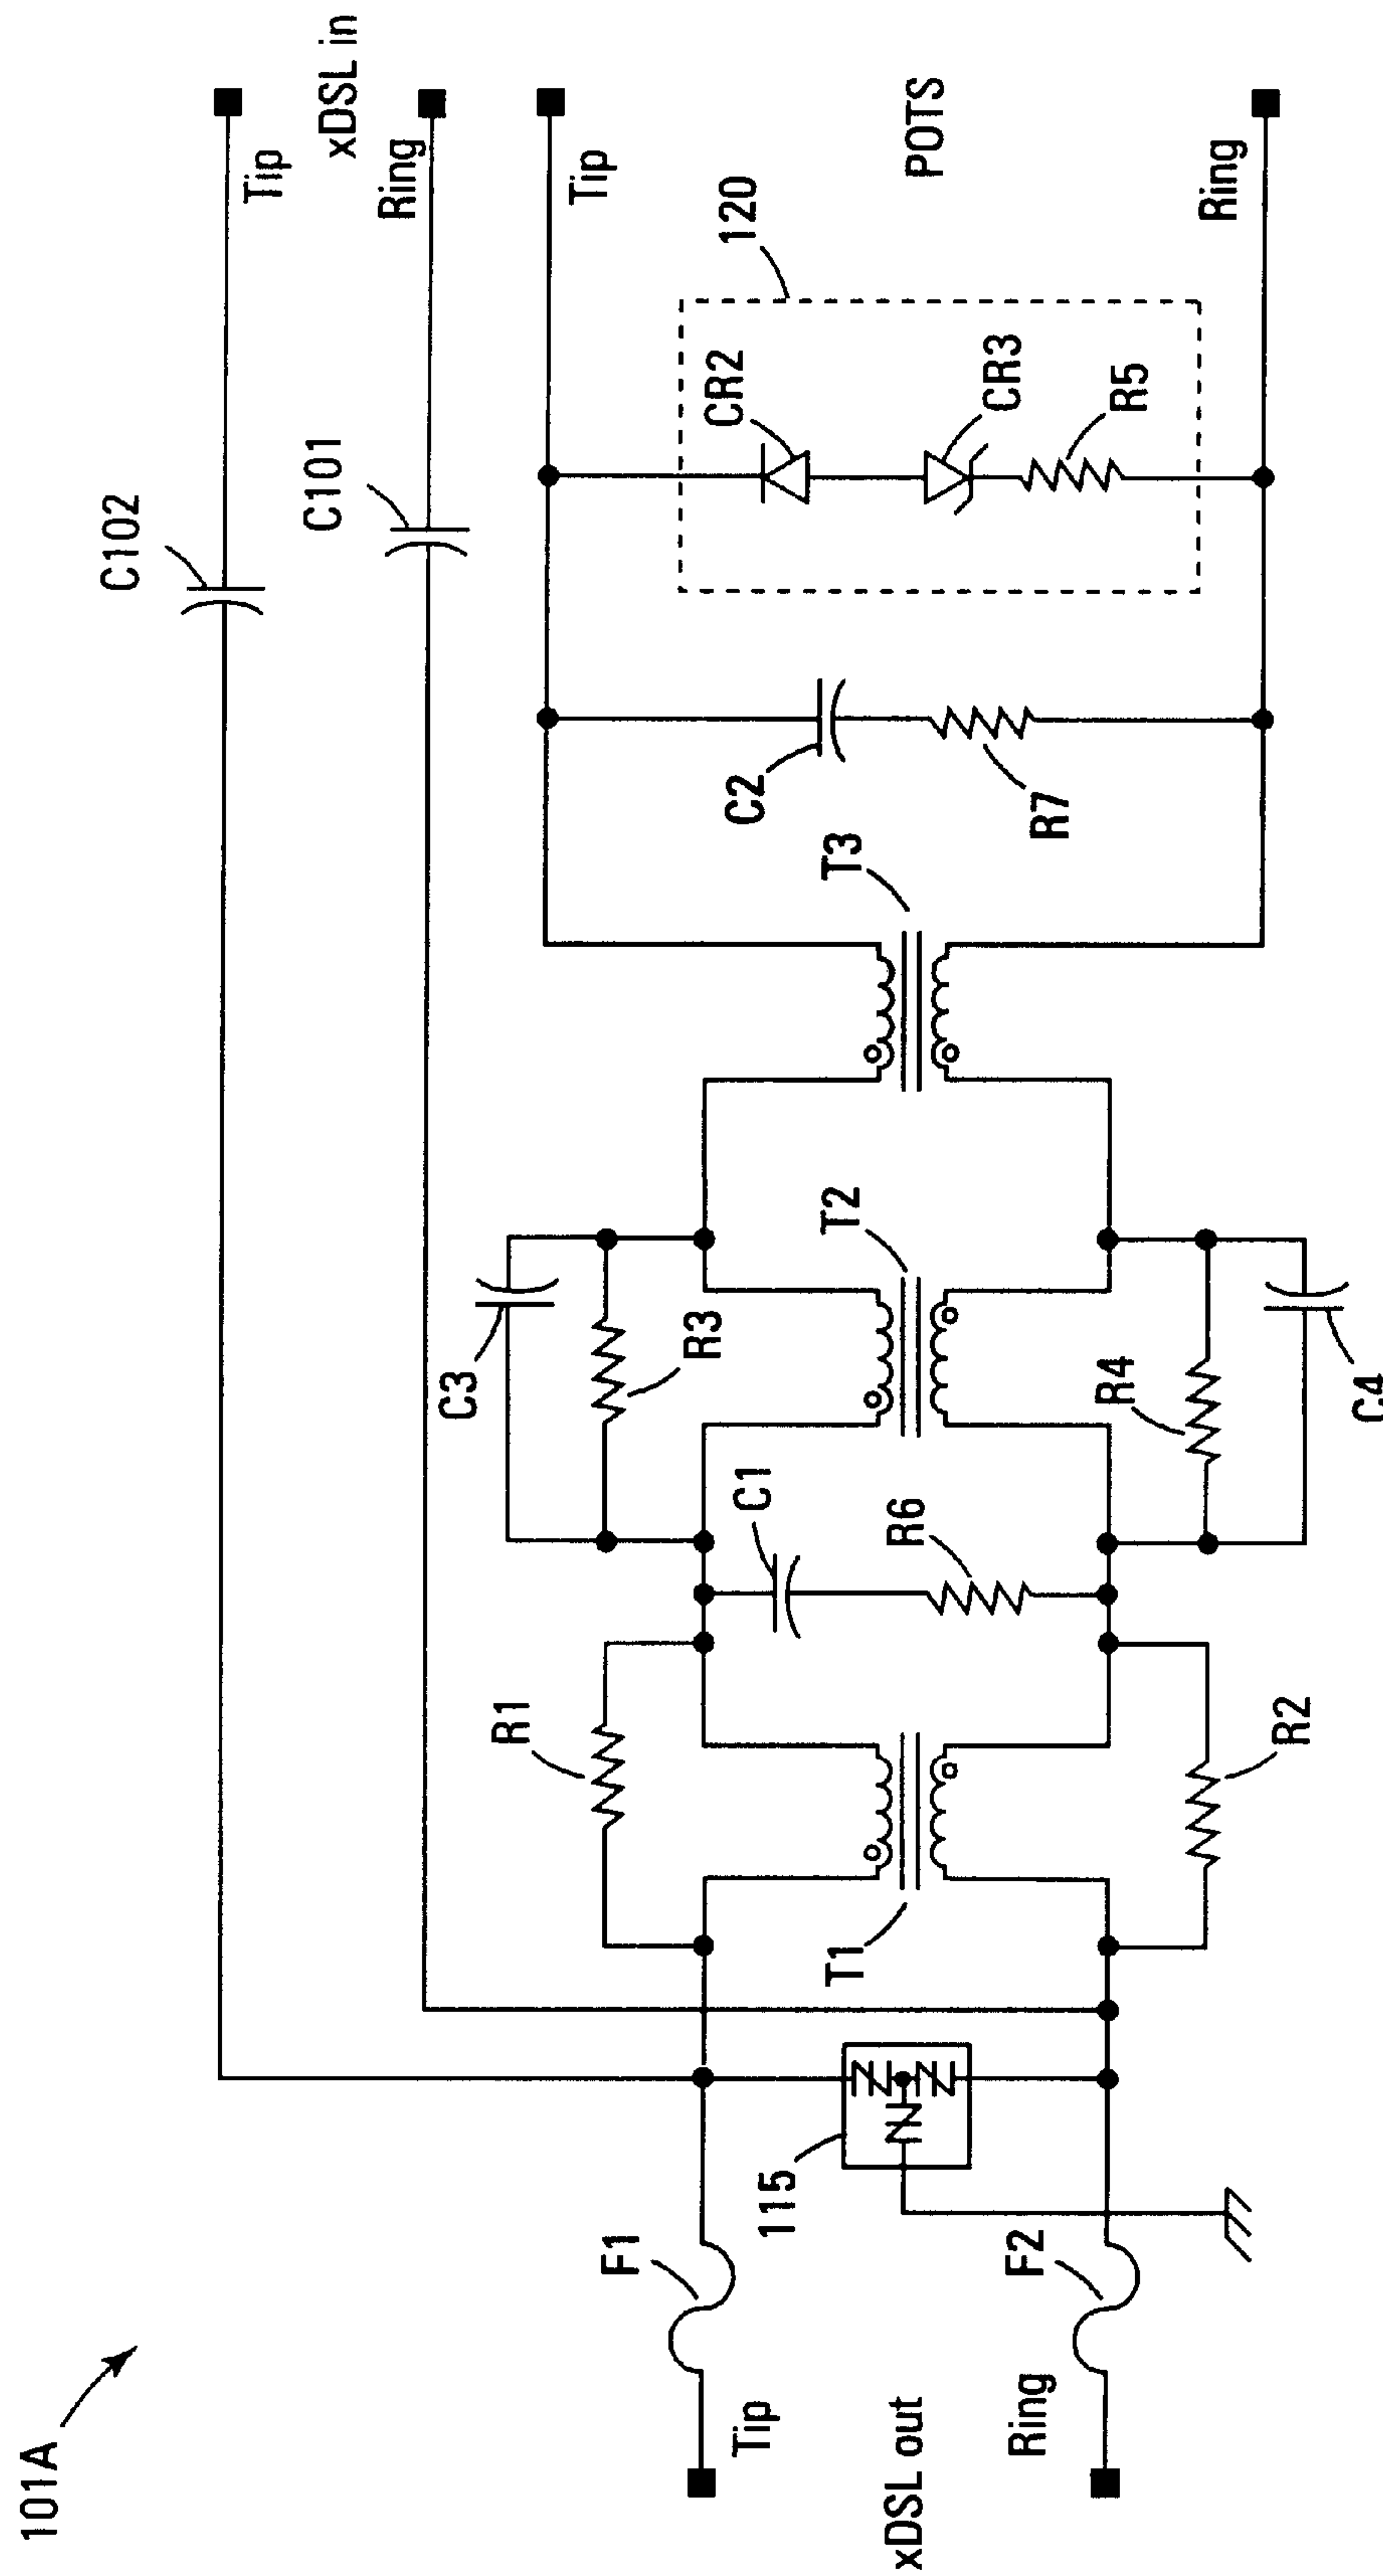 101A
C102
Tip
xDSL in
C101
Ring
Tip
POTS
Ring
120
CR2
CR3
R5
C2
R7
T3
C3
R3
T2
R4
C4
C1
R6
R1
T1
R2
115
F1
F2
Tip
xDSL out
Ring